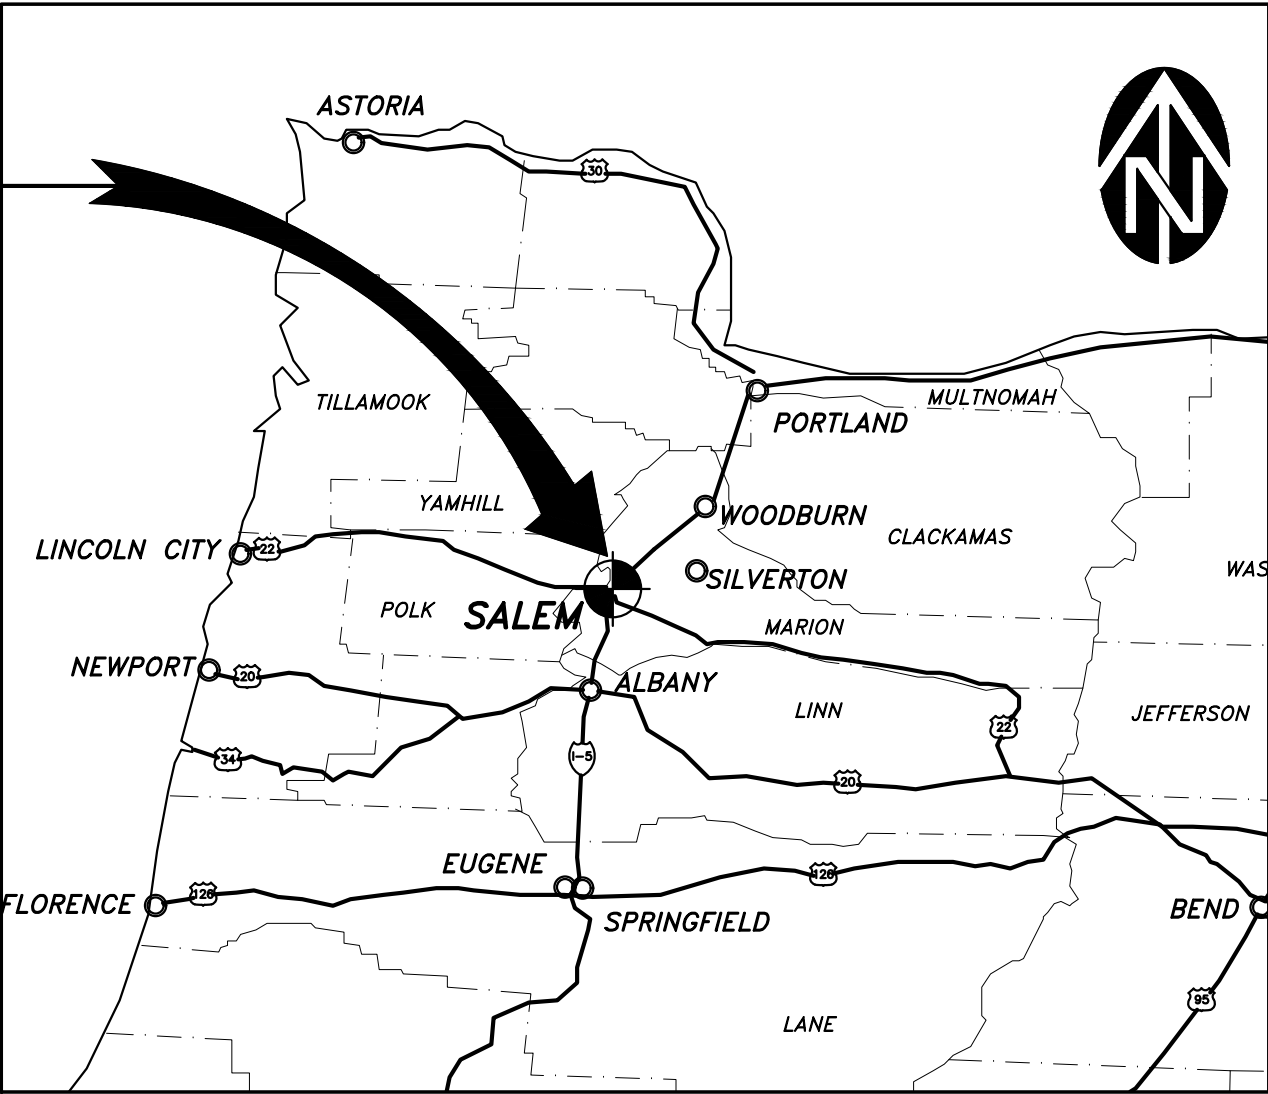 ASTORIA
30
N
TILLAMOOK
MULTNOMAH
PORTLAND
YAMHILL
WOODBURN
CLACKAMAS
LINCOLN CITY
22
SILVERTON
WAS
POLK
SALEM
MARION
NEWPORT
20
ALBANY
LINN
JEFFERSON
22
34
I-5
20
EUGENE
126
126
FLORENCE
SPRINGFIELD
BEND
95
LANE